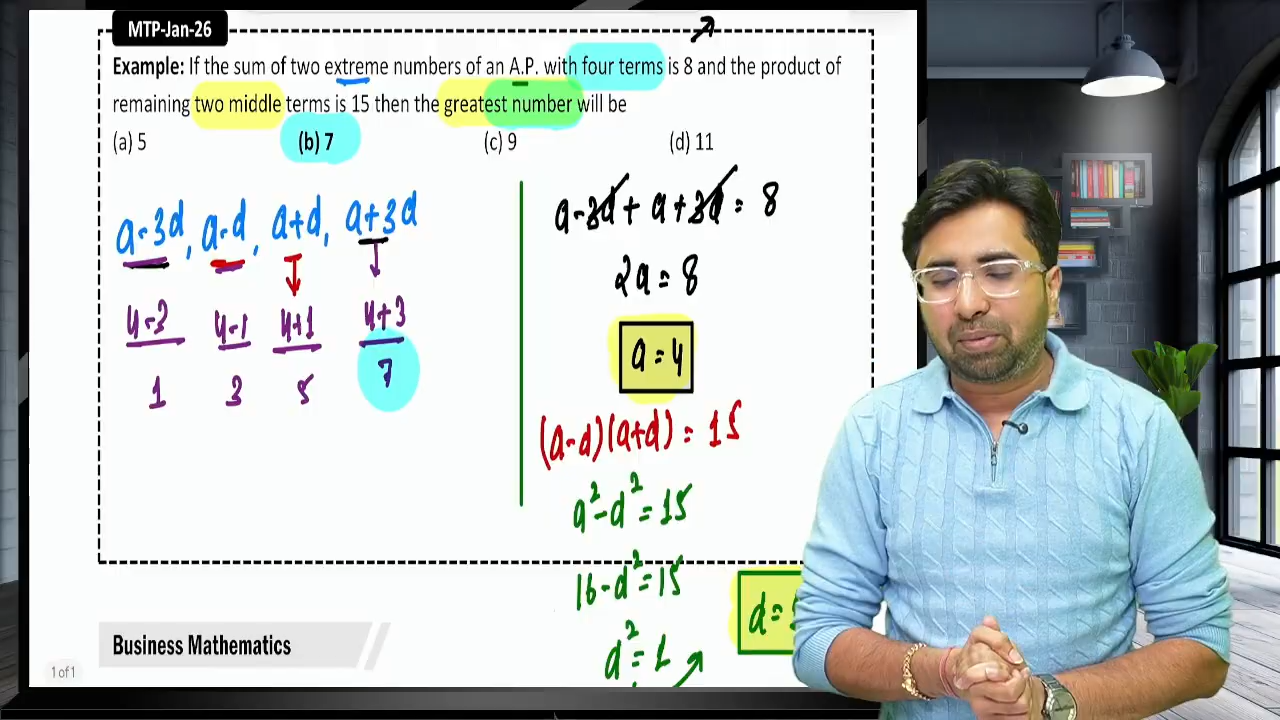 MTP-Jan-26
Example: If the sum of two extreme numbers of an A.P. with four terms is 8 and the product of
remaining two middle terms is 15 then the greatest number will be
(a) 5 (b) 7 (c) 9 (d) 11
a-3d, a-d, a+d, a+3d
4-3 4-1 4+1 4+3
1 3 5 7
a-3d + a+3d = 8
2a = 8
a = 4
(a-d)(a+d) = 15
a²-d² = 15
16-d² = 15
d² = 1
d =
Business Mathematics
1 of 1